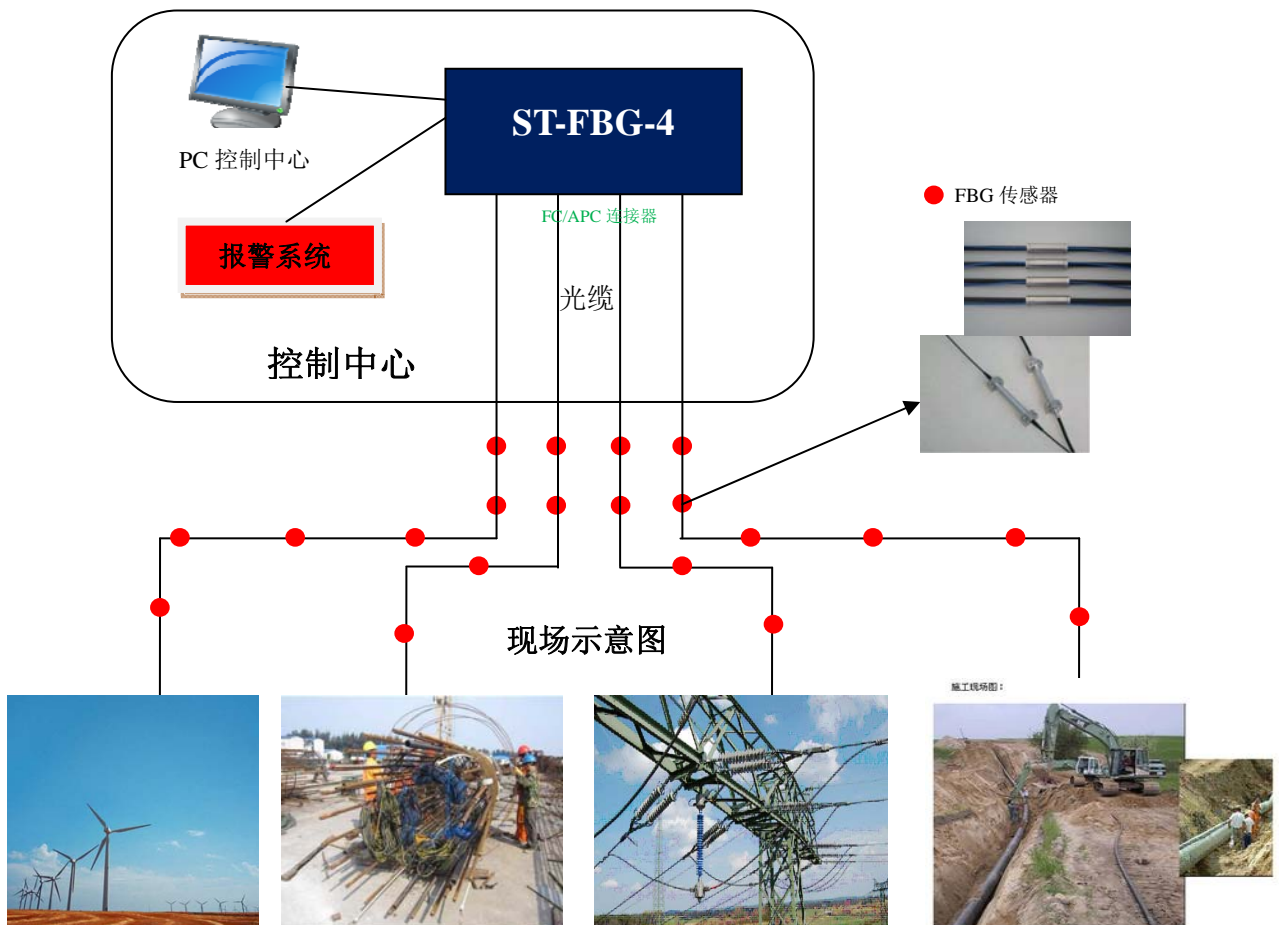 ST-FBG-4
PC 控制中心
FC/APC 连接器
FBG 传感器
报警系统
光缆
控制中心
现场示意图
施工现场图：